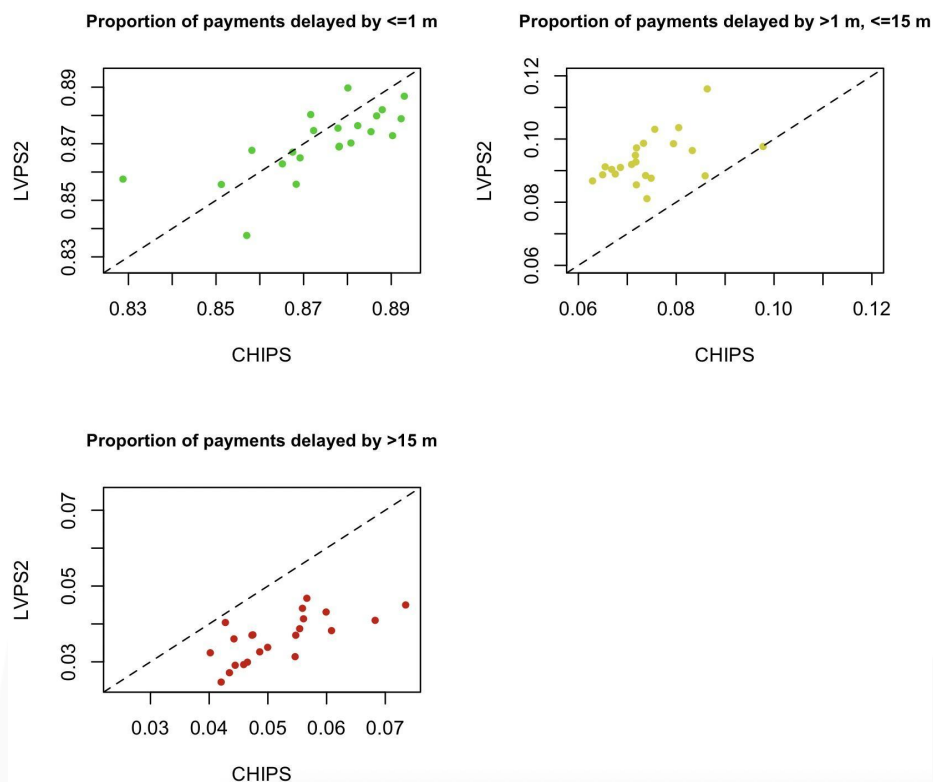 Proportion of payments delayed by <=1 m
LVPS2
0.83 0.85 0.87 0.89
0.83 0.85 0.87 0.89
CHIPS
Proportion of payments delayed by >1 m, <=15 m
LVPS2
0.06 0.08 0.10 0.12
0.06 0.08 0.10 0.12
CHIPS
Proportion of payments delayed by >15 m
LVPS2
0.03 0.05 0.07
0.03 0.04 0.05 0.06 0.07
CHIPS